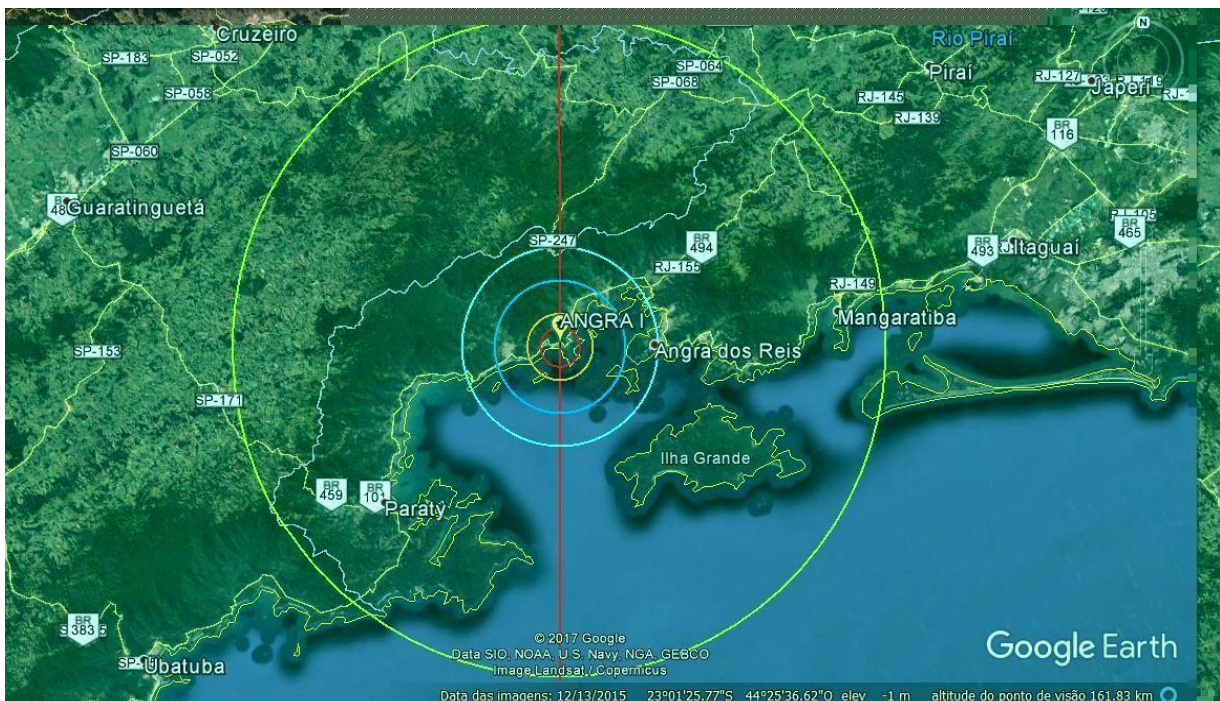 Cruzeiro
SP-183
SP-052
SP-064
SP-068
Rio Piraí
Piraí
RJ-127
Japeri
SP-058
RJ-145
RJ-139
BR
116
SP-060
Guaratinguetá
SP-247
BR
494
RJ-155
BR
493
Itaguaí
BR
465
RJ-149
ANGRA I
Mangaratiba
Angra dos Reis
SP-153
SP-171
Ilha Grande
BR
459
BR
101
Paraty
BR
383
Ubatuba
N
© 2017 Google
Data SIO, NOAA, U.S. Navy, NGA, GEBCO
Image Landsat / Copernicus
Google Earth
Data das imagens: 12/13/2015 23°01'25.77"S 44°25'36.62"O elev -1 m altitude do ponto de visão 161.83 km